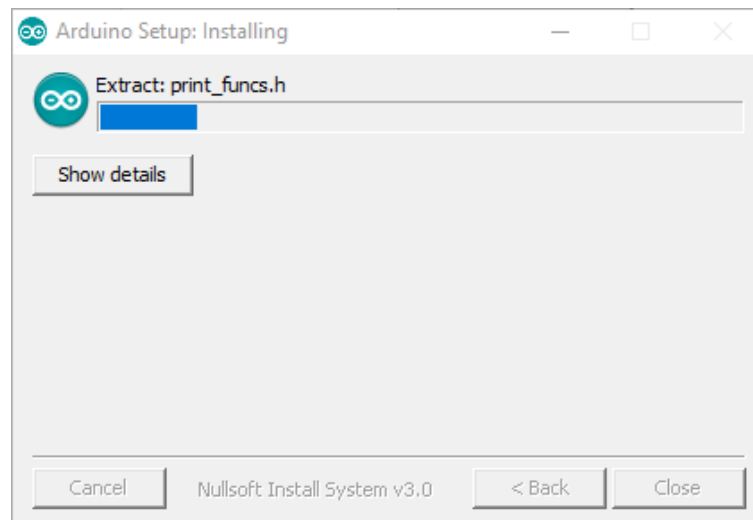 Arduino Setup: Installing
Extract: print_funcs.h
Show details
Cancel
Nullsoft Install System v3.0
< Back
Close